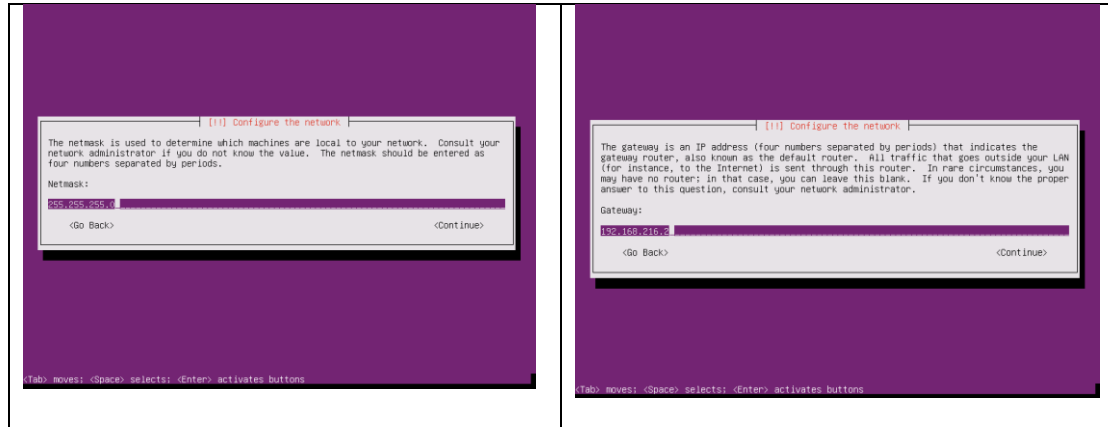 [!!] Configure the network
The netmask is used to determine which machines are local to your network.  Consult your
network administrator if you do not know the value.  The netmask should be entered as
four numbers separated by periods.
Netmask:
255.255.255.0
<Go Back> <Continue>
<Tab> moves; <Space> selects; <Enter> activates buttons
[!!] Configure the network
The gateway is an IP address (four numbers separated by periods) that indicates the
gateway router, also known as the default router.  All traffic that goes outside your LAN
(for instance, to the Internet) is sent through this router.  In rare circumstances, you
may have no router; in that case, you can leave this blank.  If you don't know the proper
answer to this question, consult your network administrator.
Gateway:
192.168.216.2
<Go Back> <Continue>
<Tab> moves; <Space> selects; <Enter> activates buttons